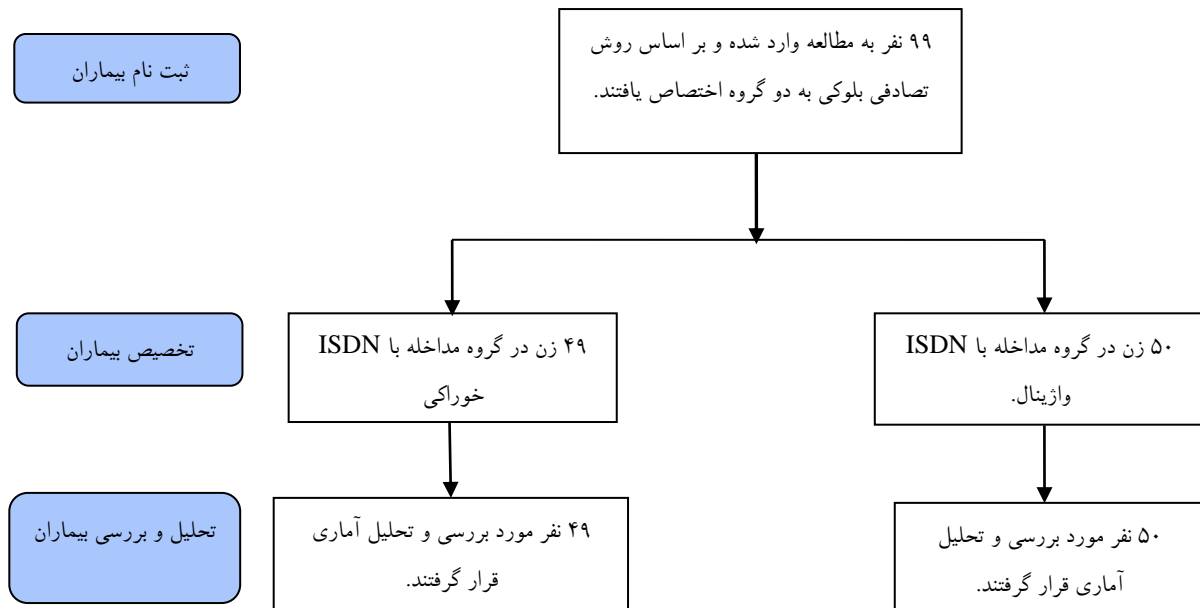 ثبت نام بیماران
۹۹ نفر به مطالعه وارد شده و بر اساس روش
تصادفی بلوکی به دو گروه اختصاص یافتند.
تخصیص بیماران
۴۹ زن در گروه مداخله با ISDN
خوراکی
۵۰ زن در گروه مداخله با ISDN
واژینال.
تحلیل و بررسی بیماران
۴۹ نفر مورد بررسی و تحلیل آماری
قرار گرفتند.
۵۰ نفر مورد بررسی و تحلیل
آماری قرار گرفتند.